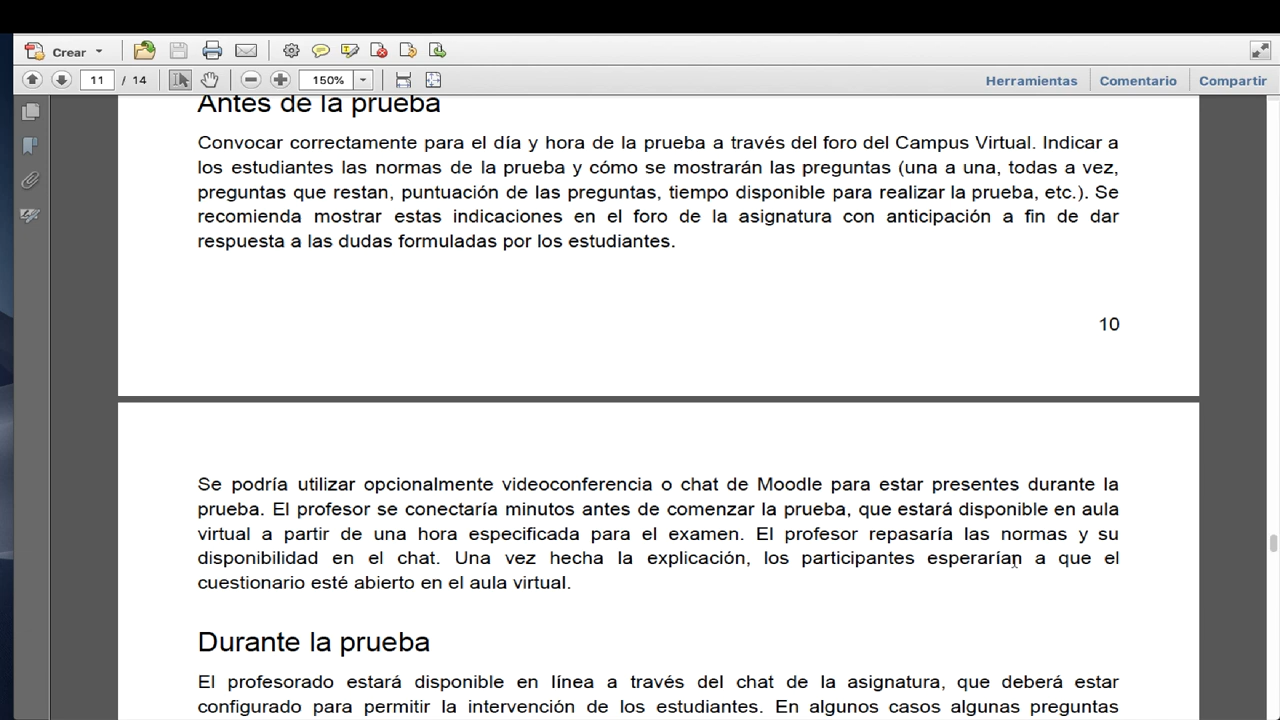 Crear
11 / 14
150%
Herramientas
Comentario
Compartir
Antes de la prueba
Convocar correctamente para el día y hora de la prueba a través del foro del Campus Virtual. Indicar a
los estudiantes las normas de la prueba y cómo se mostrarán las preguntas (una a una, todas a vez,
preguntas que restan, puntuación de las preguntas, tiempo disponible para realizar la prueba, etc.). Se
recomienda mostrar estas indicaciones en el foro de la asignatura con anticipación a fin de dar
respuesta a las dudas formuladas por los estudiantes.
10
Se podría utilizar opcionalmente videoconferencia o chat de Moodle para estar presentes durante la
prueba. El profesor se conectaría minutos antes de comenzar la prueba, que estará disponible en aula
virtual a partir de una hora especificada para el examen. El profesor repasaría las normas y su
disponibilidad en el chat. Una vez hecha la explicación, los participantes esperarían a que el
cuestionario esté abierto en el aula virtual.
Durante la prueba
El profesorado estará disponible en línea a través del chat de la asignatura, que deberá estar
configurado para permitir la intervención de los estudiantes. En algunos casos algunas preguntas